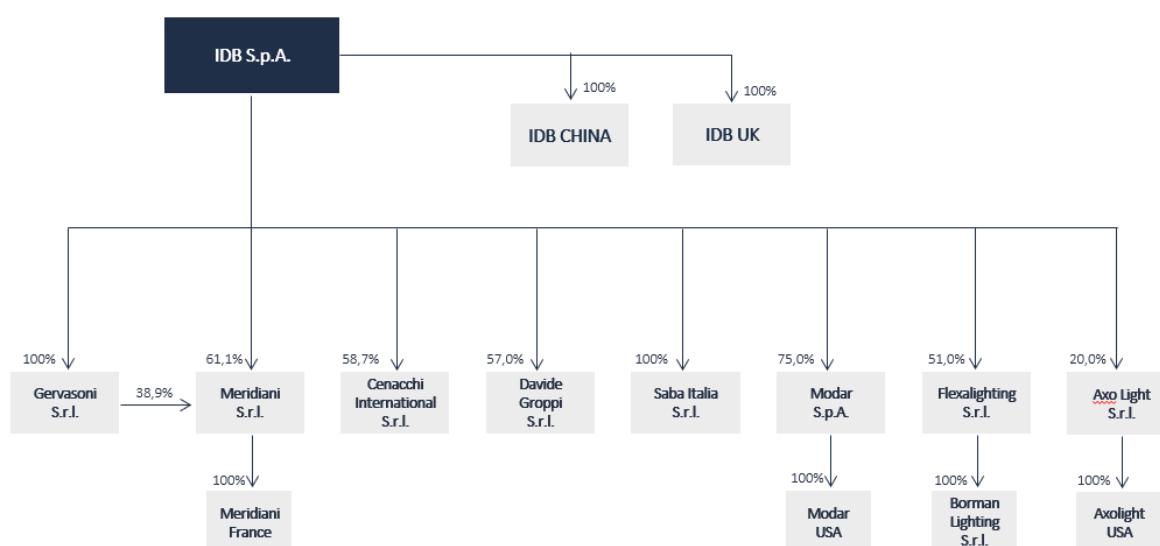 IDB S.p.A.
100%
100%
IDB CHINA
IDB UK
100%
61,1%
58,7%
57,0%
100%
75,0%
51,0%
20,0%
Gervasoni
S.r.l.
38,9%
Meridiani
S.r.l.
Cenacchi
International
S.r.l.
Davide
Groppi
S.r.l.
Saba Italia
S.r.l.
Modar
S.p.A.
Flexalighting
S.r.l.
Axo Light
S.r.l.
100%
100%
100%
100%
Meridiani
France
Modar
USA
Borman
Lighting
S.r.l.
Axolight
USA